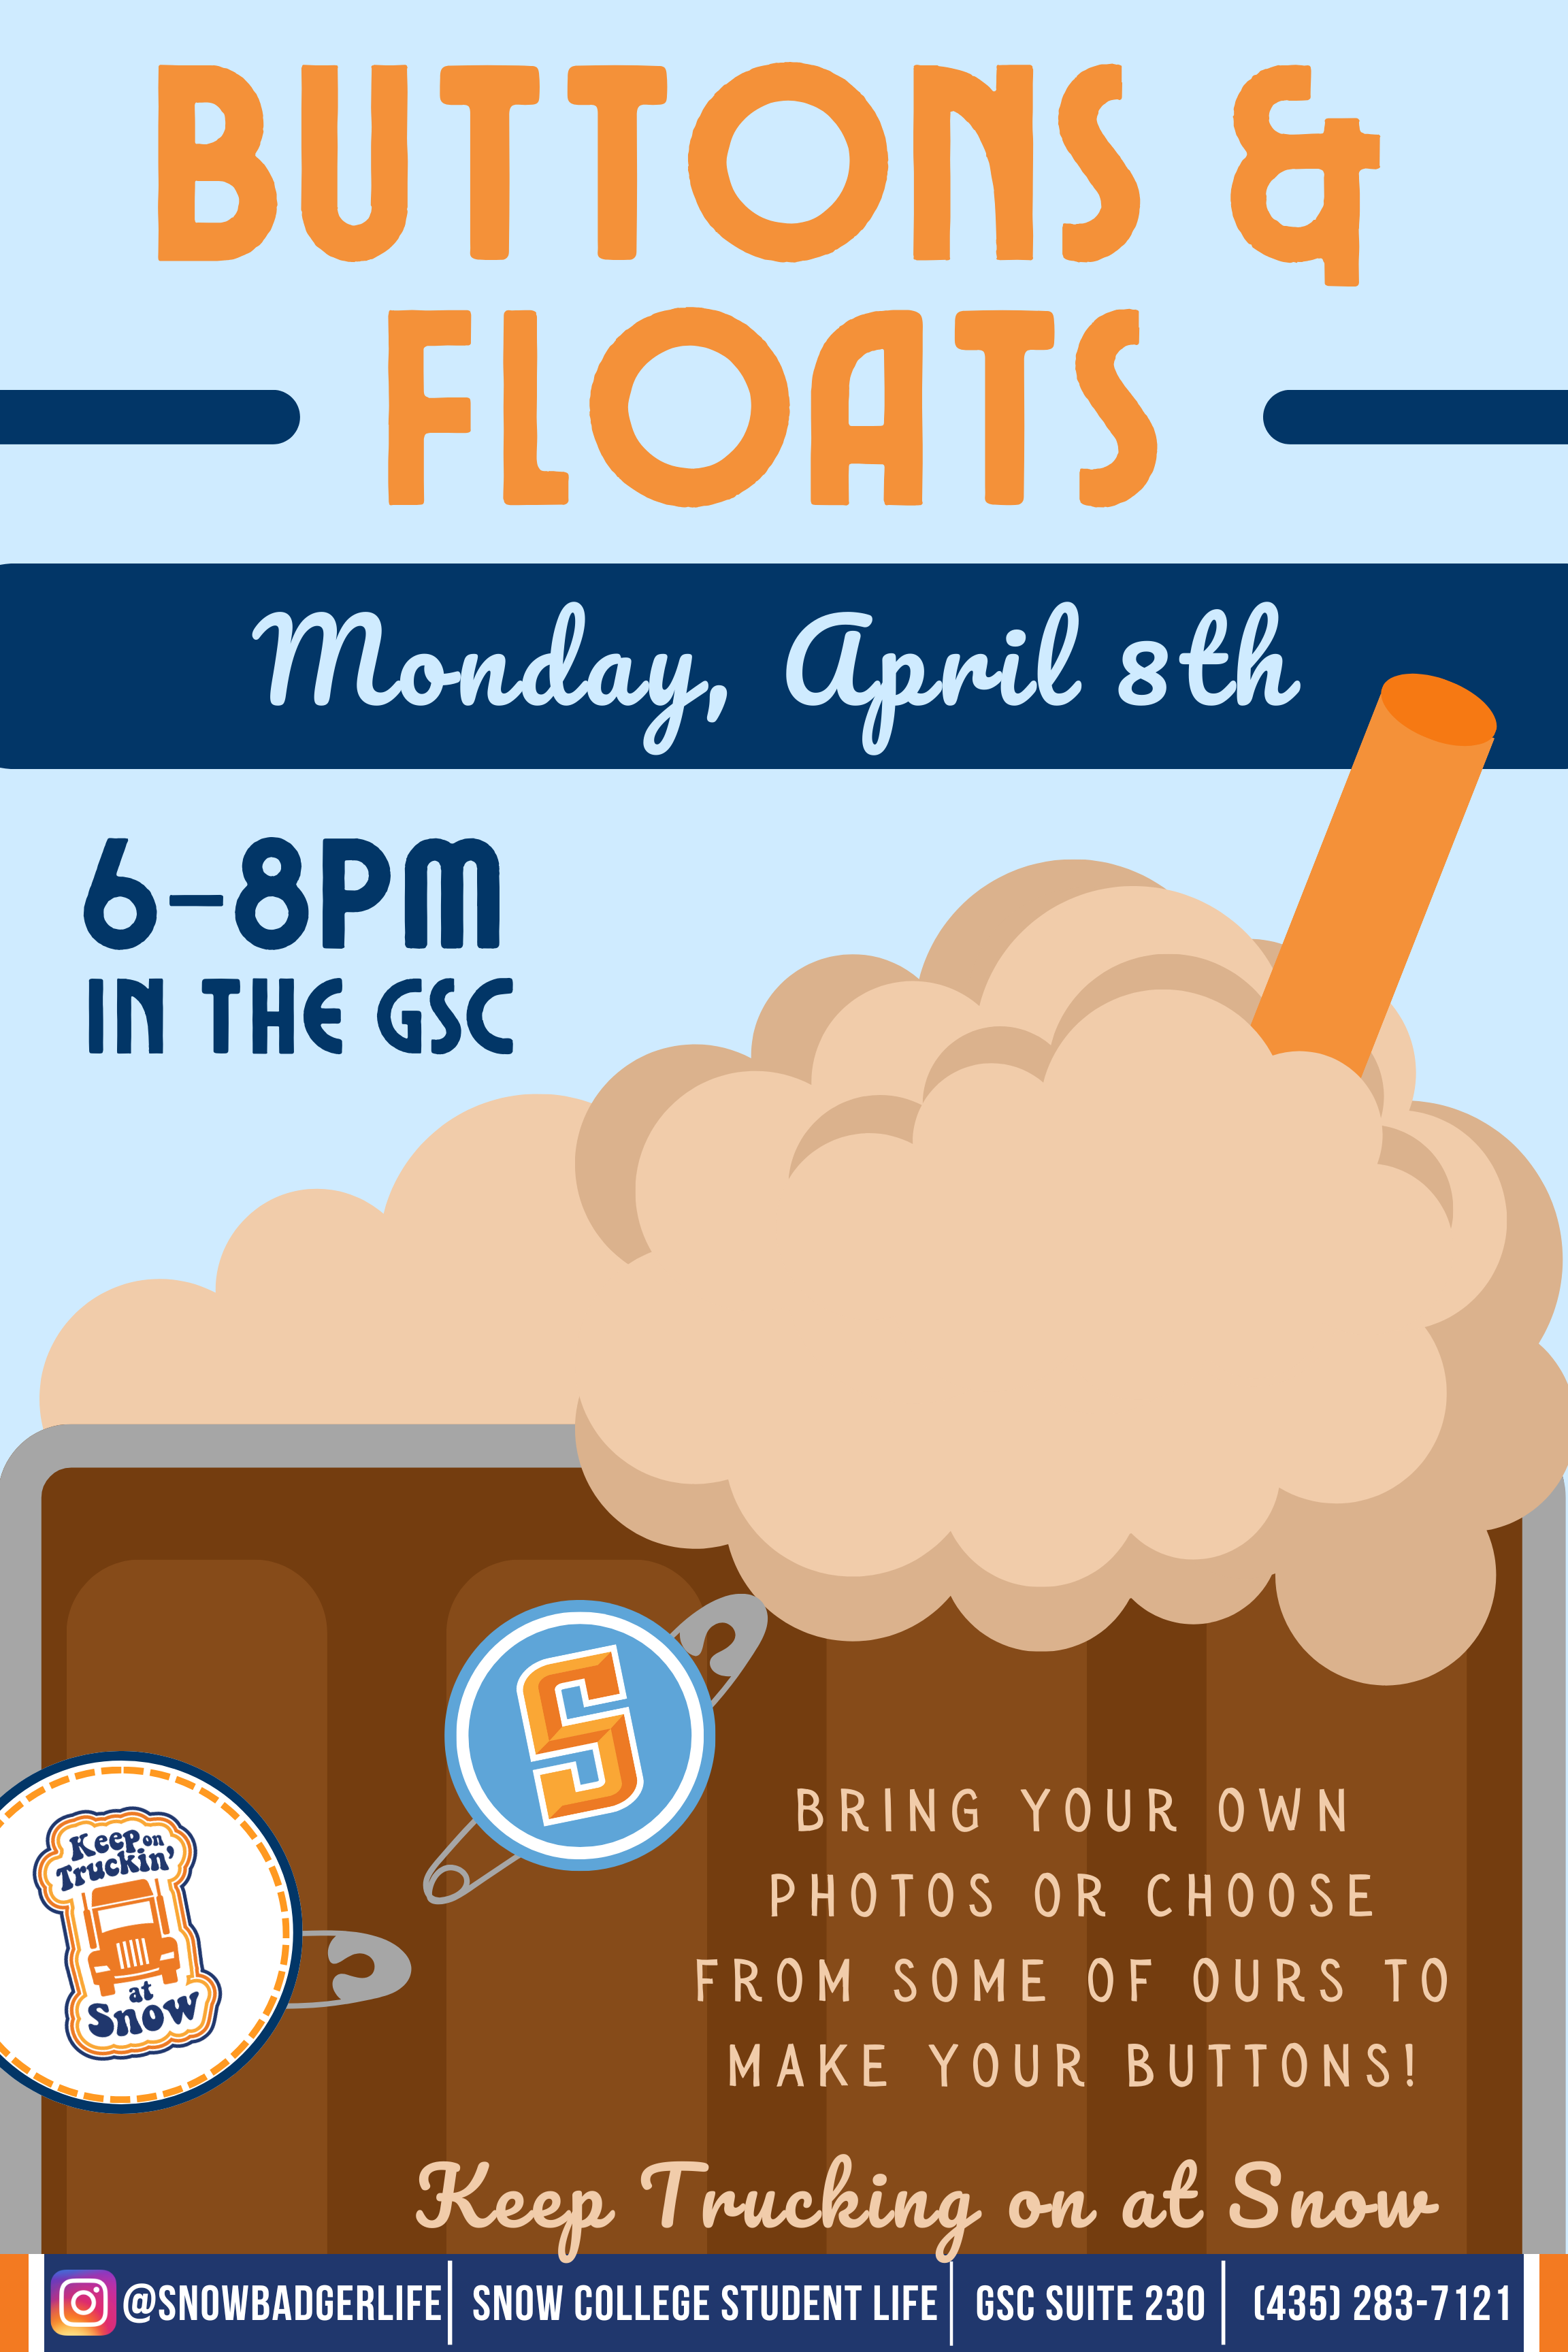 BUTTONS &
FLOATS
Monday, April 8th
6-8PM
IN THE GSC
S
BRING YOUR OWN
PHOTOS OR CHOOSE
FROM SOME OF OURS TO
MAKE YOUR BUTTONS!
Keep on
Truckin'
at
Snow
Keep Trucking on at Snow
@SNOWBADGERLIFE SNOW COLLEGE STUDENT LIFE GSC SUITE 230 (435) 283-7121